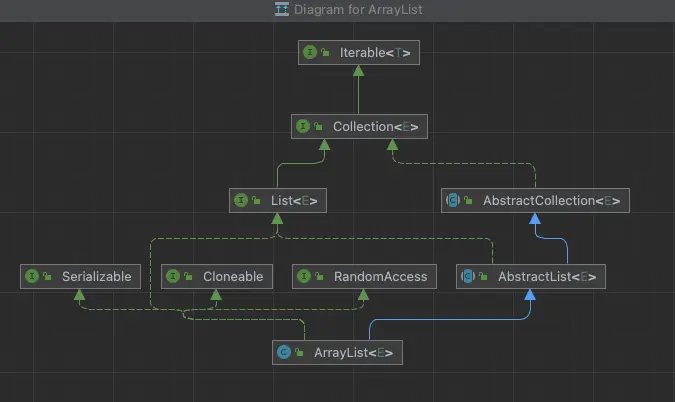 Diagram for ArrayList
Iterable<T>
Collection<E>
List<E>
AbstractCollection<E>
Serializable
Cloneable
RandomAccess
AbstractList<E>
ArrayList<E>